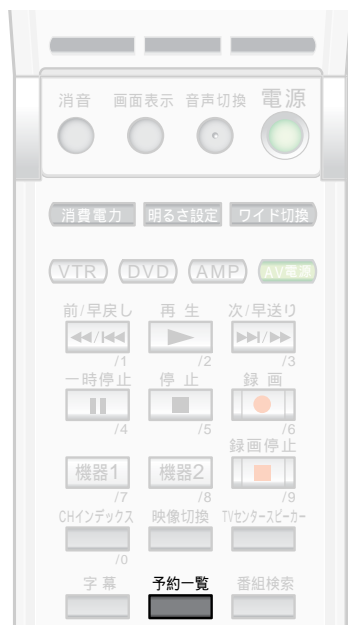 消音 画面表示 音声切換 電源
消費電力 明るさ設定 ワイド切換
VTR DVD AMP AV電源
前/早戻し 再生 次/早送り
/1 /2 /3
一時停止 停止 録画
/4 /5 /6
録画停止
機器1 機器2
/7 /8 /9
CHインデックス 映像切換 TVセンタースピーカー
/0
字幕 予約一覧 番組検索